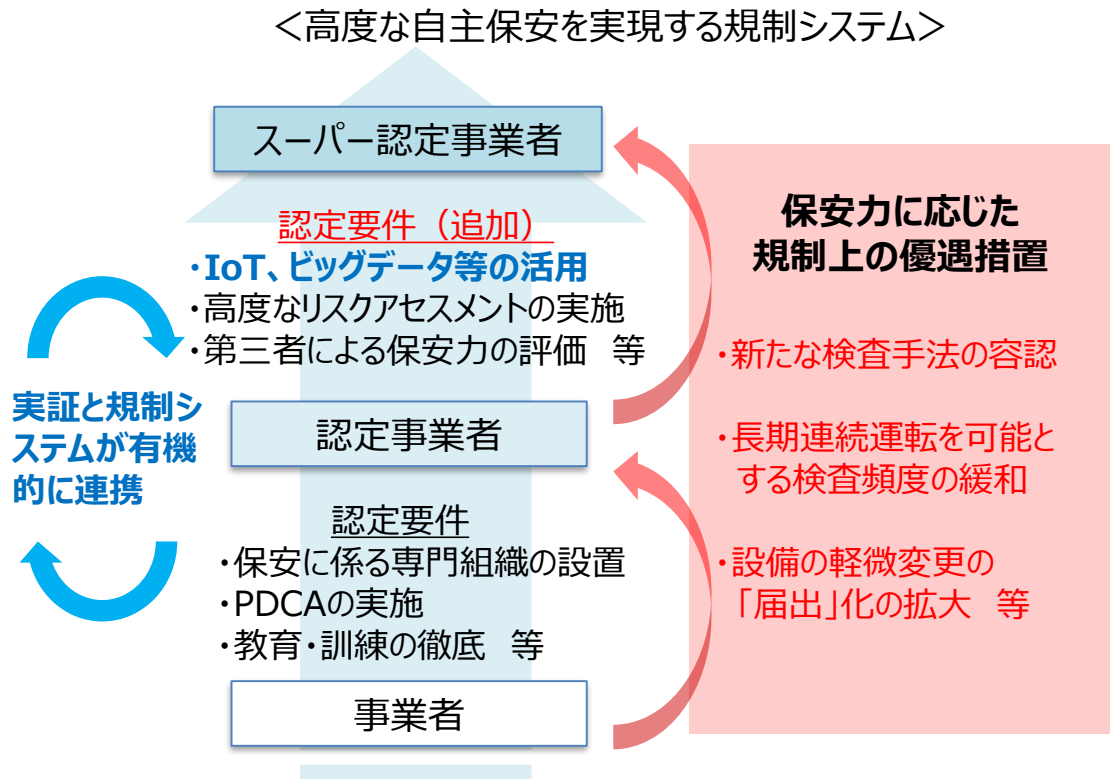 ＜高度な自主保安を実現する規制システム＞
スーパー認定事業者
認定要件（追加）
・IoT、ビッグデータ等の活用
・高度なリスクアセスメントの実施
・第三者による保安力の評価　等
実証と規制シ
ステムが有機
的に連携
認定事業者
認定要件
・保安に係る専門組織の設置
・PDCAの実施
・教育・訓練の徹底　等
事業者
保安力に応じた
規制上の優遇措置
・新たな検査手法の容認
・長期連続運転を可能と
する検査頻度の緩和
・設備の軽微変更の
「届出」化の拡大　等